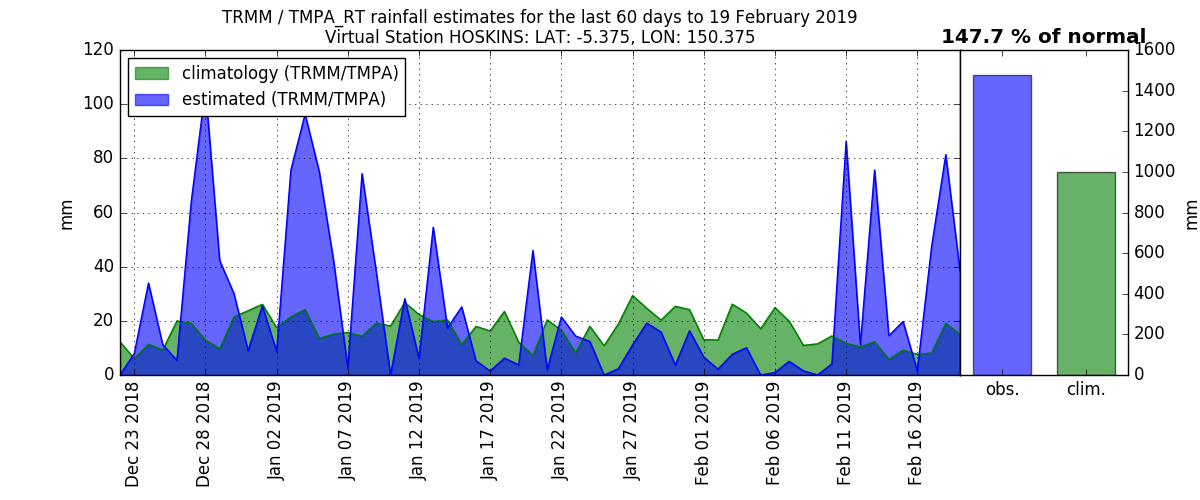 TRMM / TMPA_RT rainfall estimates for the last 60 days to 19 February 2019
Virtual Station HOSKINS: LAT: -5.375, LON: 150.375
147.7 % of normal
climatology (TRMM/TMPA)
estimated (TRMM/TMPA)
120
100
80
60
40
20
0
mm
1600
1400
1200
1000
800
600
400
200
0
mm
Dec 23 2018
Dec 28 2018
Jan 02 2019
Jan 07 2019
Jan 12 2019
Jan 17 2019
Jan 22 2019
Jan 27 2019
Feb 01 2019
Feb 06 2019
Feb 11 2019
Feb 16 2019
obs.
clim.